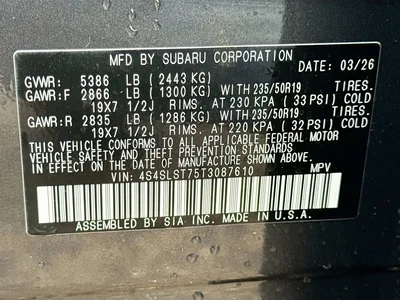 MFD. BY SUBARU CORPORATION DATE: 03/26
GVWR: 5386 LB (2443 KG)
GAWR:F 2866 LB (1300 KG) WITH 235/50R19 TIRES.
19X7 1/2J RIMS. AT 230 KPA (33 PSI) COLD
GAWR:R 2835 LB (1286 KG) WITH 235/50R19 TIRES.
19X7 1/2J RIMS. AT 220 KPA (32 PSI) COLD
THIS VEHICLE CONFORMS TO ALL APPLICABLE FEDERAL MOTOR
VEHICLE SAFETY AND BUMPER STANDARDS
IN EFFECT ON THE DATE OF MANUFACTURE SHOWN ABOVE.
VIN: 4S4SLST75T3087610 MPV
ASSEMBLED BY SIA INC. MADE IN U.S.A.